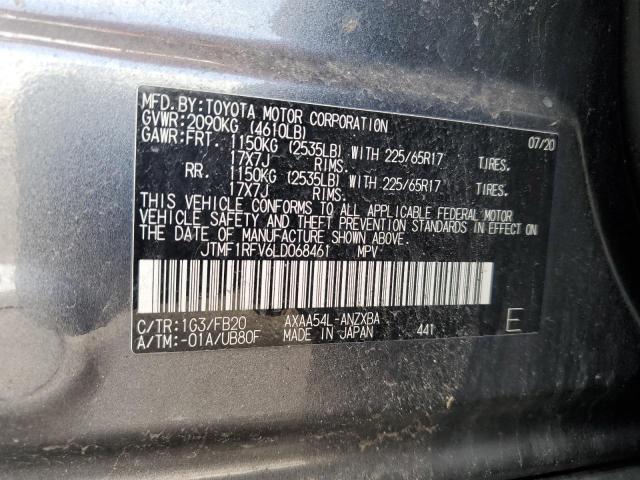 MFD.BY:TOYOTA MOTOR CORPORATION 07/20
GVWR:2090KG (4610LB)
GAWR:FRT. 1150KG (2535LB) WITH 225/65R17 TIRES.
17X7J RIMS.
RR. 1150KG (2535LB) WITH 225/65R17 TIRES.
17X7J RIMS.
THIS VEHICLE CONFORMS TO ALL APPLICABLE FEDERAL MOTOR
VEHICLE SAFETY AND THEFT PREVENTION STANDARDS IN EFFECT ON
THE DATE OF MANUFACTURE SHOWN ABOVE.
JTMF1RFV6LD068461 MPV
C/TR:1G3/FB20 AXAA54L-ANZXBA E
A/TM:-01A/UB80F MADE IN JAPAN 441